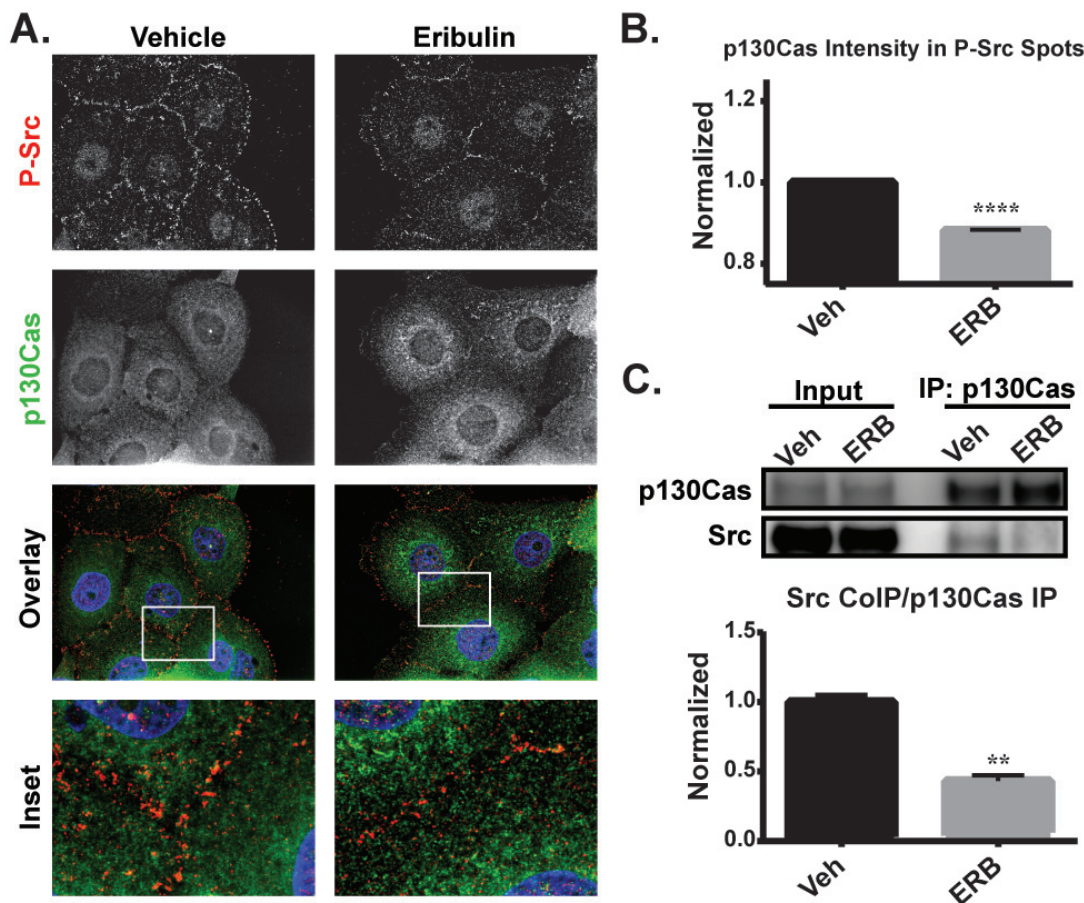 A.
Vehicle
Eribulin
P-Src
p130Cas
Overlay
Inset
B.
p130Cas Intensity in P-Src Spots
Normalized
1.2
1.0
0.8
****
Veh
ERB
C.
Input
IP: p130Cas
Veh
ERB
Veh
ERB
p130Cas
Src
Src CoIP/p130Cas IP
Normalized
1.5
1.0
0.5
0.0
**
Veh
ERB